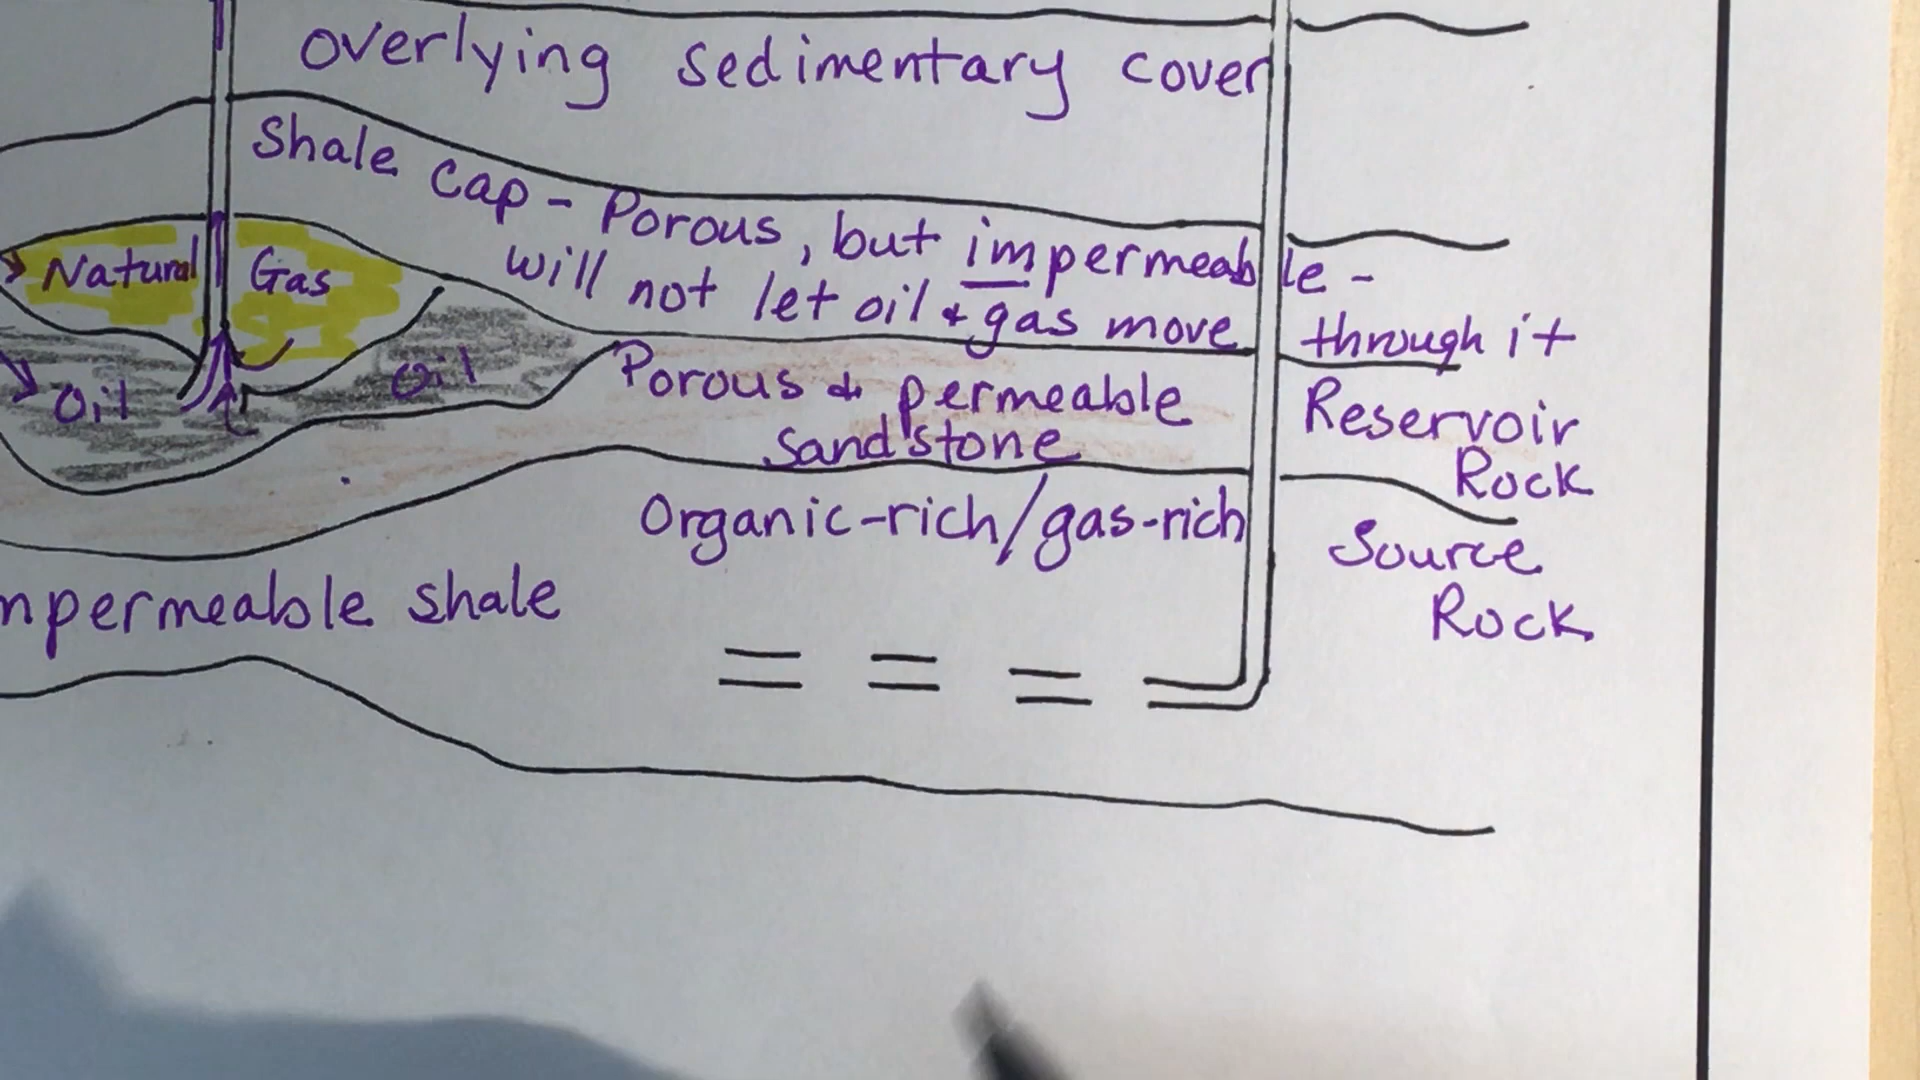 overlying sedimentary cover
Shale Cap - Porous, but impermeable -
will not let oil + gas move through it
Natural Gas
Oil
Oil
Porous & permeable
Sandstone
Reservoir
Rock
Organic-rich/gas-rich
Source
Rock
npermeable shale